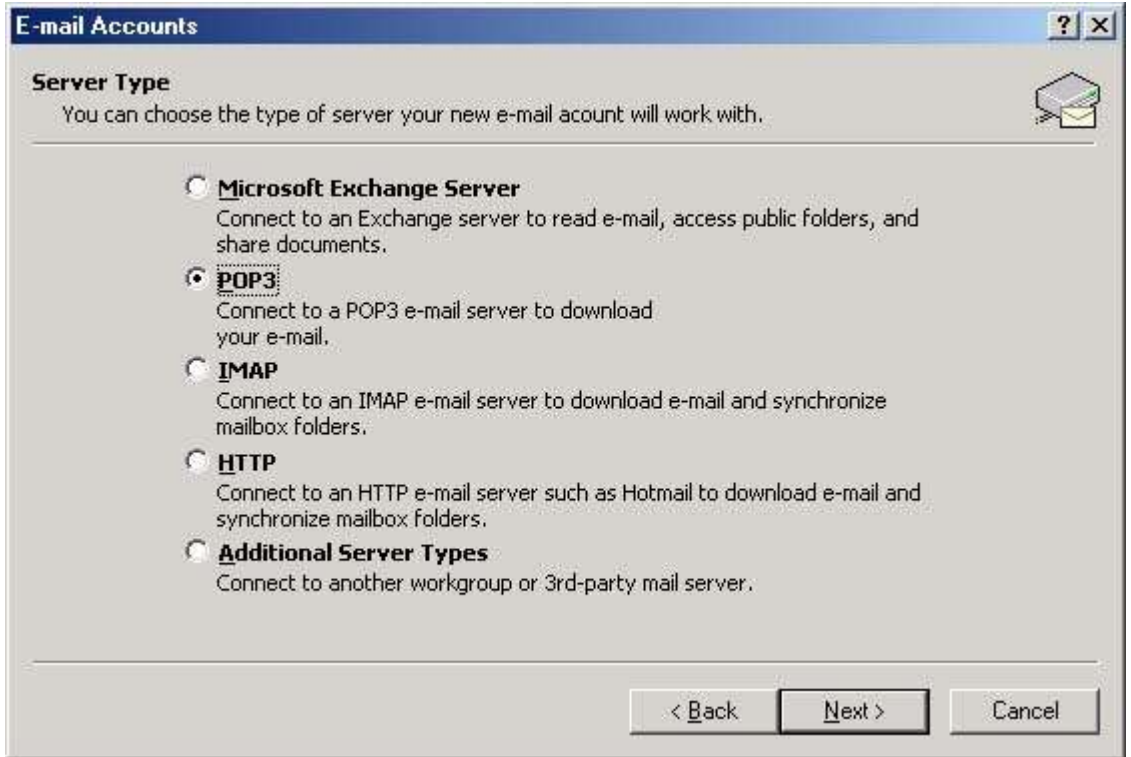 E-mail Accounts
Server Type
You can choose the type of server your new e-mail acount will work with.
Microsoft Exchange Server
Connect to an Exchange server to read e-mail, access public folders, and
share documents.
POP3
Connect to a POP3 e-mail server to download
your e-mail.
IMAP
Connect to an IMAP e-mail server to download e-mail and synchronize
mailbox folders.
HTTP
Connect to an HTTP e-mail server such as Hotmail to download e-mail and
synchronize mailbox folders.
Additional Server Types
Connect to another workgroup or 3rd-party mail server.
< Back Next > Cancel